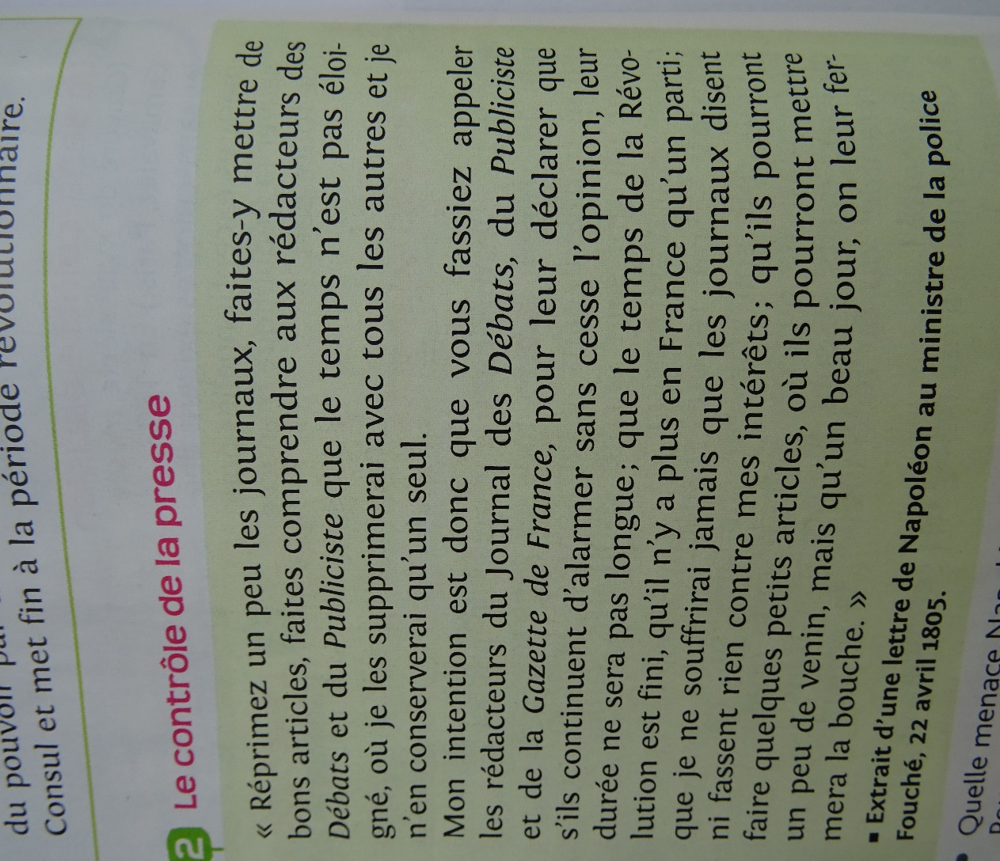 du pouvoir
Consul et met fin à la période révolutionnaire.
2 Le contrôle de la presse
« Réprimez un peu les journaux, faites-y mettre de
bons articles, faites comprendre aux rédacteurs des
Débats et du Publiciste que le temps n'est pas éloi-
gné, où je les supprimerai avec tous les autres et je
n'en conserverai qu'un seul.
Mon intention est donc que vous fassiez appeler
les rédacteurs du Journal des Débats, du Publiciste
et de la Gazette de France, pour leur déclarer que
s'ils continuent d'alarmer sans cesse l'opinion, leur
durée ne sera pas longue ; que le temps de la Révo-
lution est fini, qu'il n'y a plus en France qu'un parti ;
que je ne souffrirai jamais que les journaux disent
ni fassent rien contre mes intérêts ; qu'ils pourront
faire quelques petits articles, où ils pourront mettre
un peu de venin, mais qu'un beau jour, on leur fer-
mera la bouche. »
▪ Extrait d'une lettre de Napoléon au ministre de la police
Fouché, 22 avril 1805.
• Quelle menace